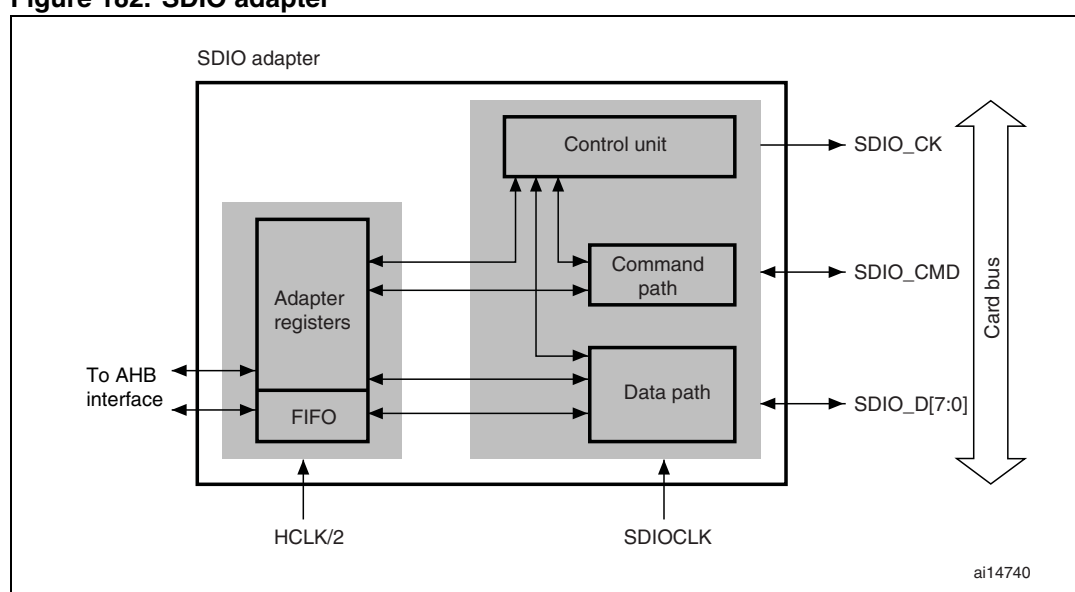 Figure 182. SDIO adapter
SDIO adapter
Control unit
SDIO_CK
Command
path
SDIO_CMD
Adapter
registers
Card bus
To AHB
interface
FIFO
Data path
SDIO_D[7:0]
HCLK/2
SDIOCLK
ai14740